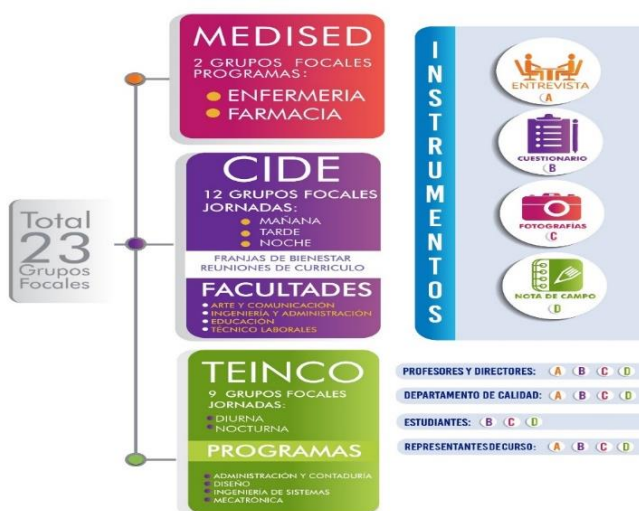 Total
23
Grupos
Focales
MEDISED
2 GRUPOS FOCALES
PROGRAMAS:
ENFERMERIA
FARMACIA
CIDE
12 GRUPOS FOCALES
JORNADAS:
MAÑANA
TARDE
NOCHE
FRANJAS DE BIENESTAR
REUNIONES DE CURRICULO
FACULTADES
ARTE Y COMUNICACIÓN
INGENIERÍA Y ADMINISTRACIÓN
EDUCACIÓN
TÉCNICO LABORALES
TEINCO
9 GRUPOS FOCALES
JORNADAS:
DIURNA
NOCTURNA
PROGRAMAS
ADMINISTRACIÓN Y CONTADURÍA
DISEÑO
INGENIERÍA DE SISTEMAS
MECATRÓNICA
INSTRUMENTOS
ENTREVISTA
A
CUESTIONARIO
B
FOTOGRAFÍAS
C
NOTA DE CAMPO
D
PROFESORES Y DIRECTORES: A B C D
DEPARTAMENTO DE CALIDAD: A B C D
ESTUDIANTES: B C D
REPRESENTANTES DE CURSO: A B C D